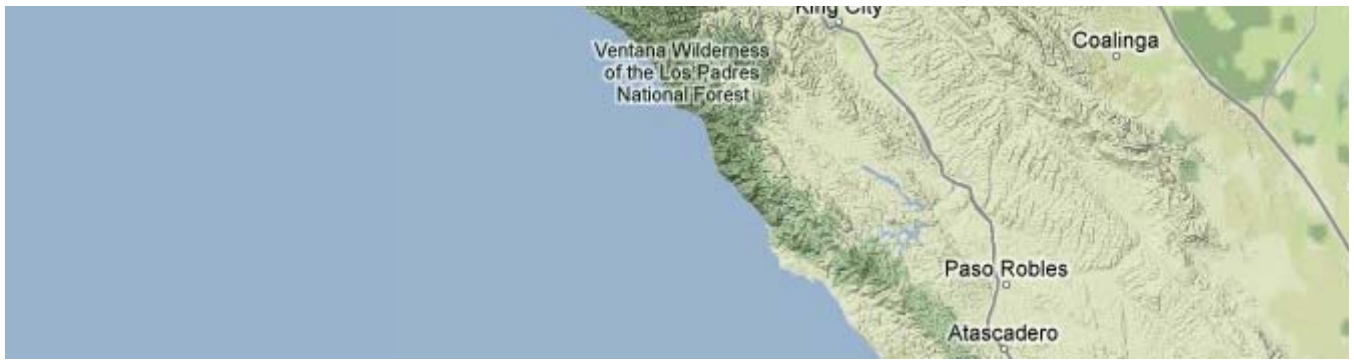 King City
Coalinga
Ventana Wilderness
of the Los Padres
National Forest
Paso Robles
Atascadero